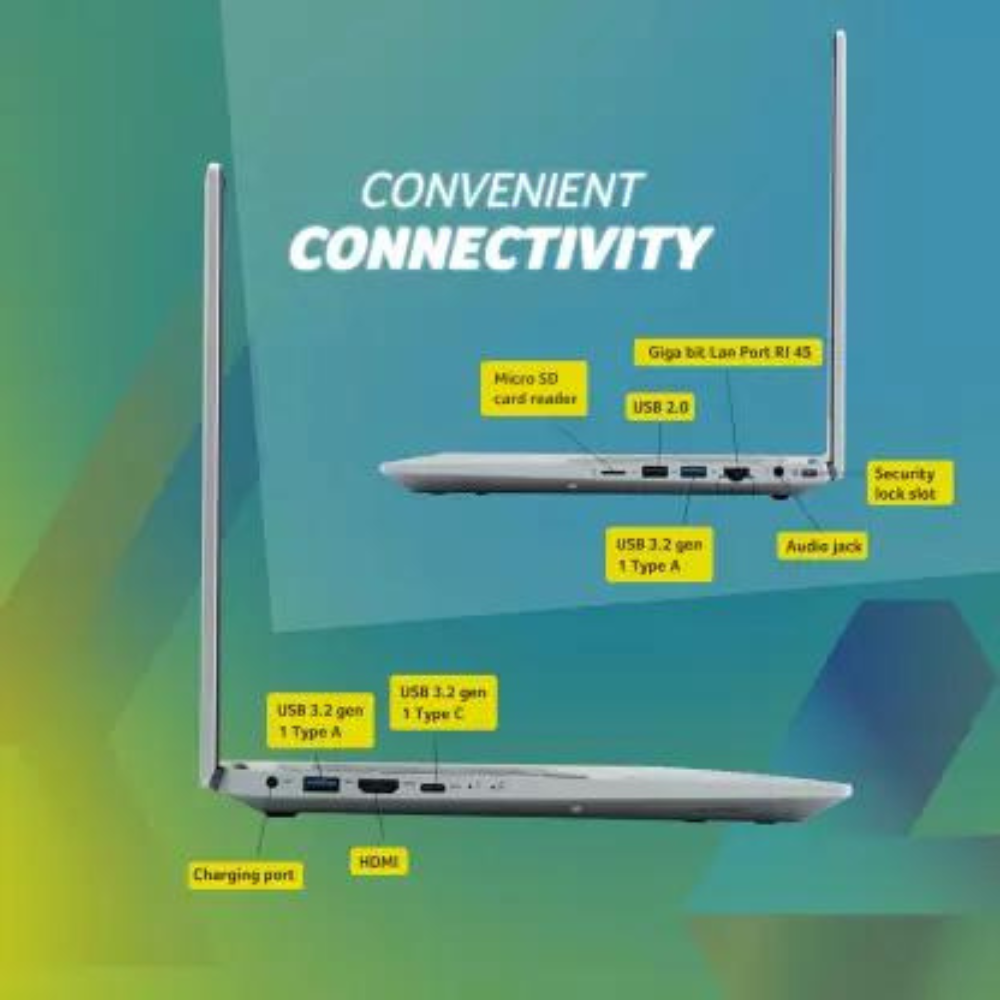 CONVENIENT
CONNECTIVITY
Giga bit Lan Port RJ 45
Micro SD
card reader
USB 2.0
Security
lock slot
USB 3.2 gen
1 Type A
Audio jack
USB 3.2 gen
1 Type C
USB 3.2 gen
1 Type A
HDMI
Charging port